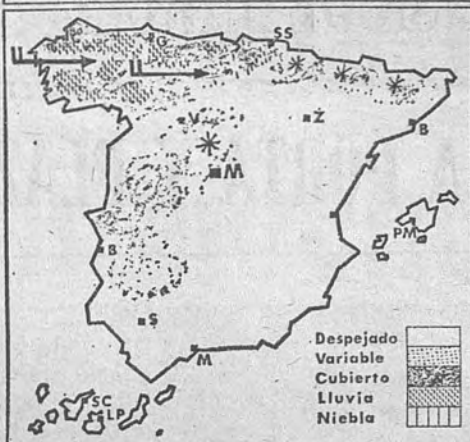 G
SS
V
Z
B
M
PM
B
S
M
SC
LP
Despejado
Variable
Cubierto
Lluvia
Niebla